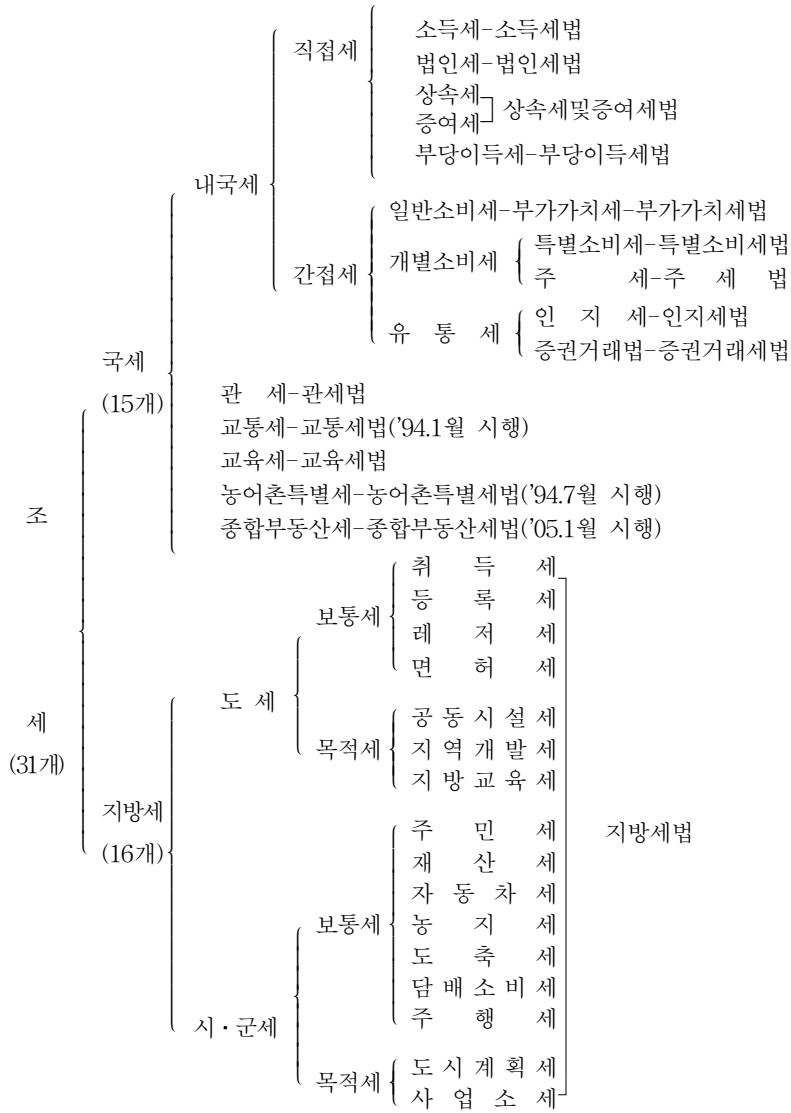 직접세
소득세-소득세법
법인세-법인세법
상속세
증여세
상속세및증여세법
부당이득세-부당이득세법
내국세
간접세
일반소비세-부가가치세-부가가치세법
개별소비세
특별소비세-특별소비세법
주 세-주 세 법
유 통 세
인 지 세-인지세법
증권거래법-증권거래세법
국세
(15개)
관 세-관세법
교통세-교통세법('94.1월 시행)
교육세-교육세법
농어촌특별세-농어촌특별세법('94.7월 시행)
종합부동산세-종합부동산세법('05.1월 시행)
조
세
(31개)
지방세
(16개)
도 세
보통세
취 득 세
등 록 세
레 저 세
면 허 세
목적세
공 동 시 설 세
지 역 개 발 세
지 방 교 육 세
시・군세
보통세
주 민 세
재 산 세
자 동 차 세
농 지 세
도 축 세
담 배 소 비 세
주 행 세
목적세
도 시 계 획 세
사 업 소 세
지방세법